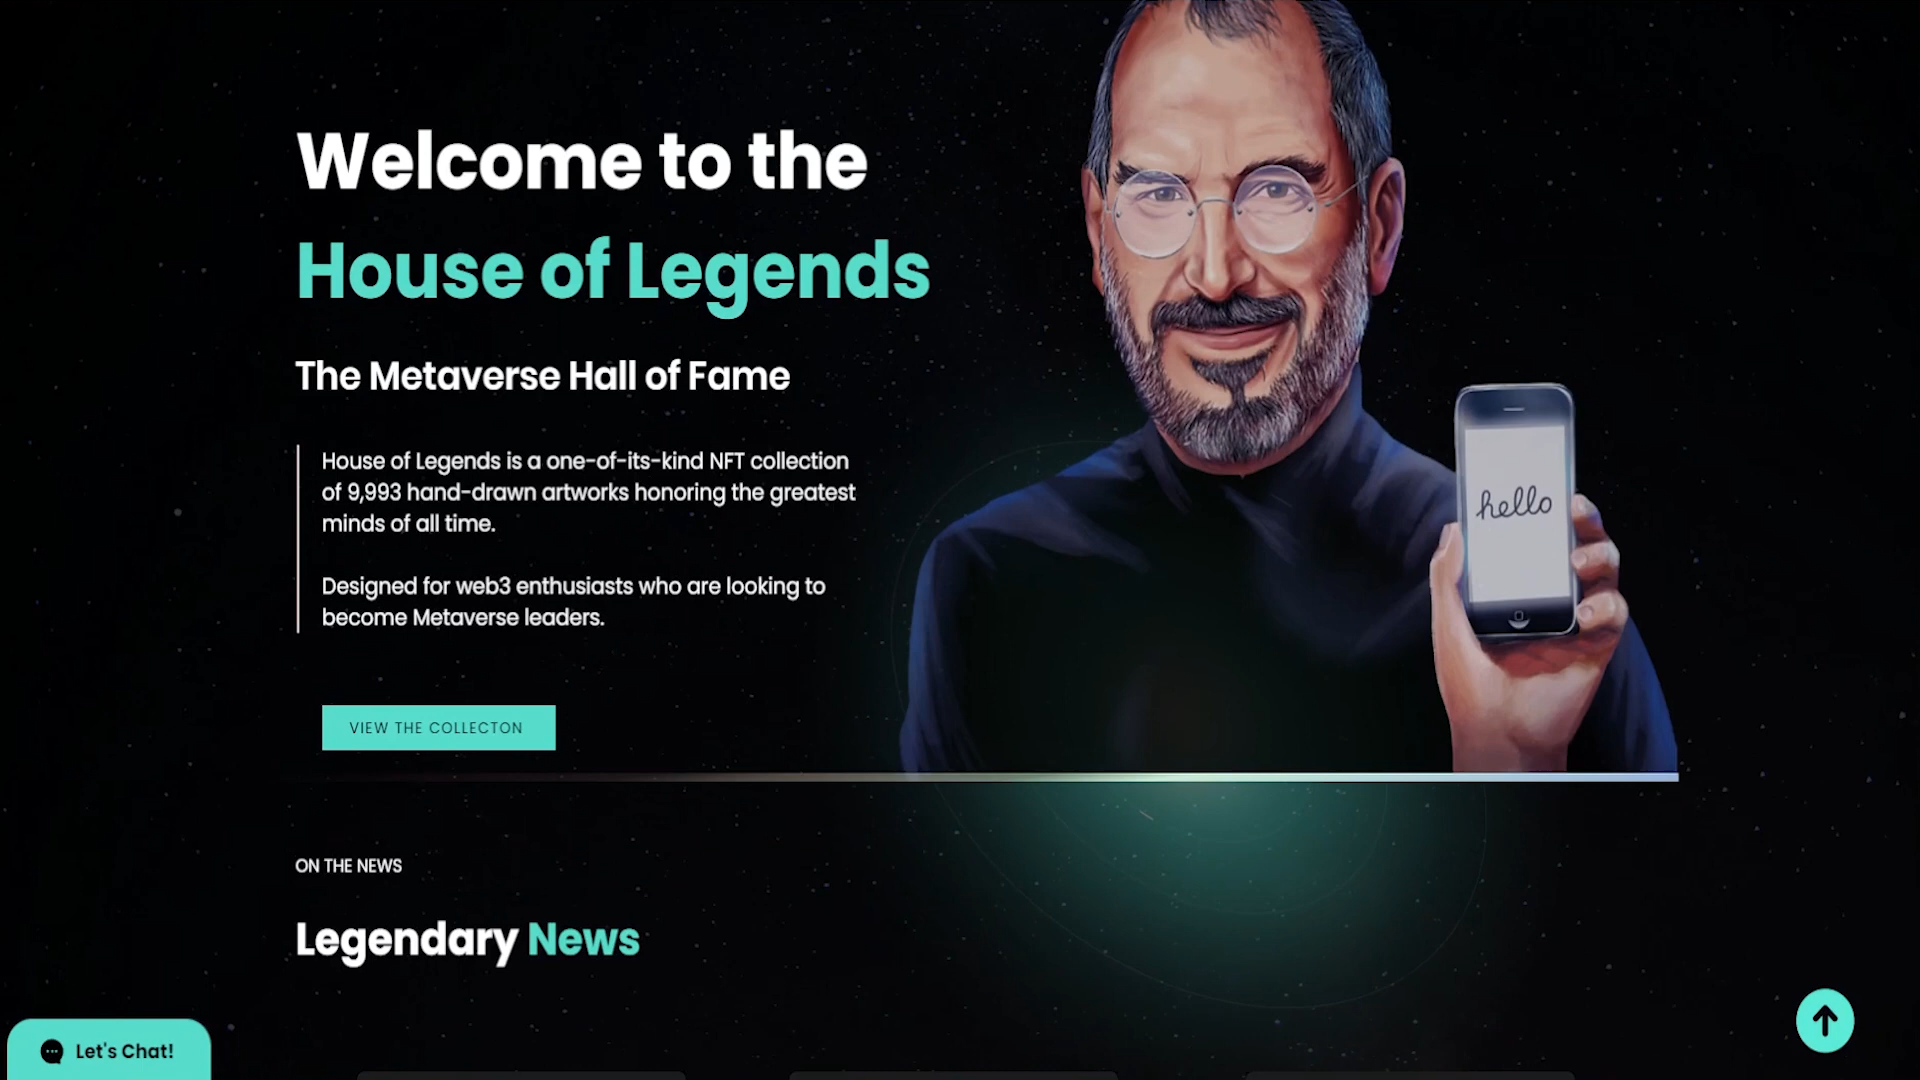 Welcome to the
House of Legends
The Metaverse Hall of Fame
House of Legends is a one-of-its-kind NFT collection
of 9,993 hand-drawn artworks honoring the greatest
minds of all time.
Designed for web3 enthusiasts who are looking to
become Metaverse leaders.
hello
VIEW THE COLLECTON
ON THE NEWS
Legendary News
Let's Chat!